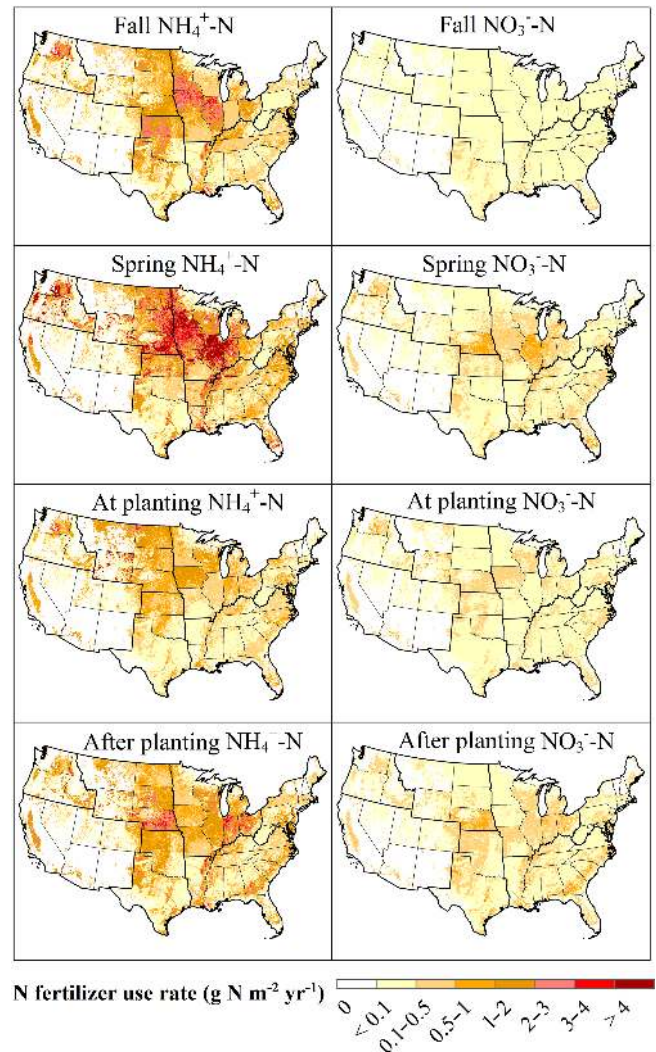 Fall NH₄⁺-N
Fall NO₃⁻-N
Spring NH₄⁺-N
Spring NO₃⁻-N
At planting NH₄⁺-N
At planting NO₃⁻-N
After planting NH₄⁺-N
After planting NO₃⁻-N
N fertilizer use rate (g N m⁻² yr⁻¹)
0
< 0.1
0.1–0.5
0.5–1
1–2
2–3
3–4
> 4